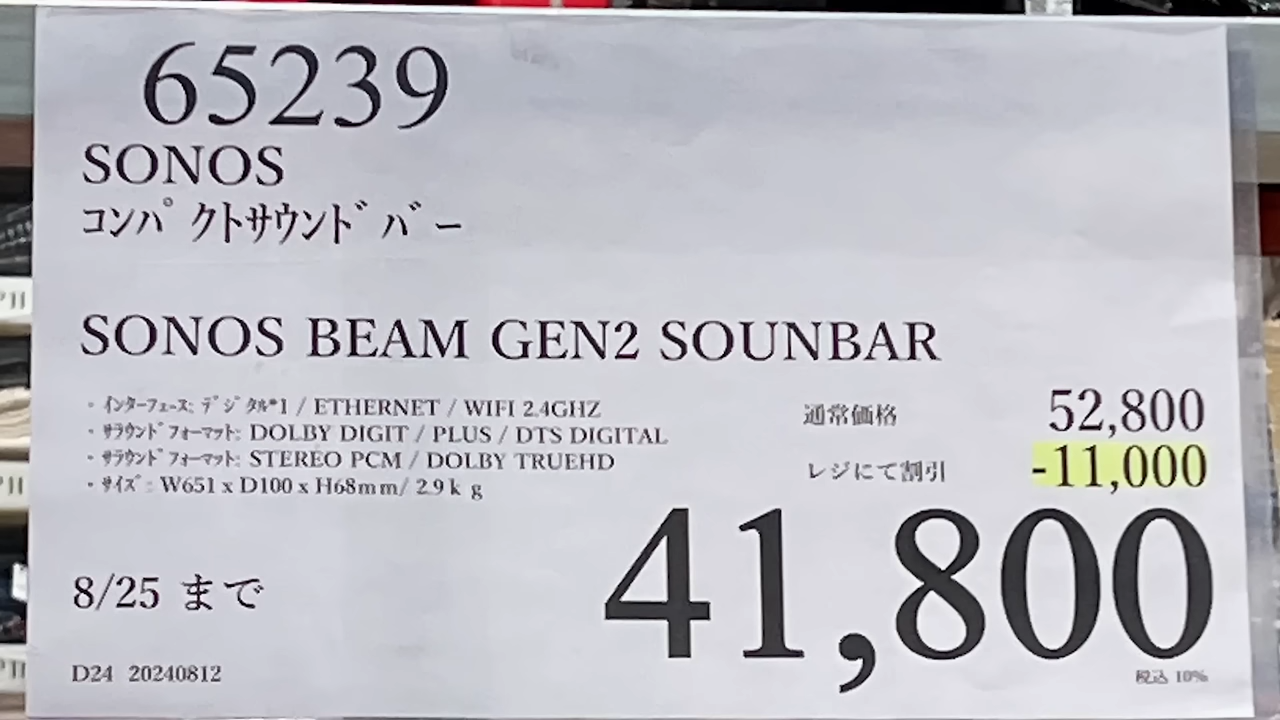 65239
SONOS
コンパクトサウンドバー
SONOS BEAM GEN2 SOUNBAR
・インターフェース: デジタル*1 / ETHERNET / WIFI 2.4GHZ
・サラウンドフォーマット: DOLBY DIGIT / PLUS / DTS DIGITAL
・サラウンドフォーマット: STEREO PCM / DOLBY TRUEHD
・サイズ: W651 x D100 x H68mm/ 2.9kg
通常価格 52,800
レジにて割引 -11,000
41,800
8/25 まで
税込 10%
D24 20240812